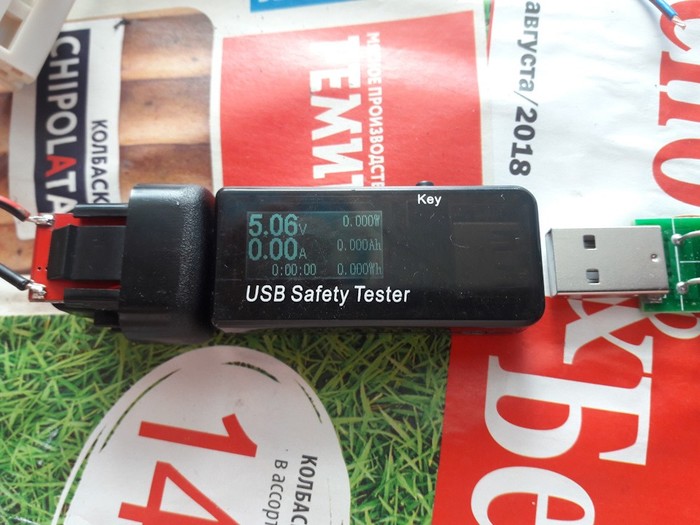 CHIPOLATA
КОЛБАСК
ТЕМИ
августа/2018
Key
5.06V
0.000W
0.00A
0.000Ah
0:00:00
0.000Wh
USB Safety Tester
14
КОЛБАС
в ассорт